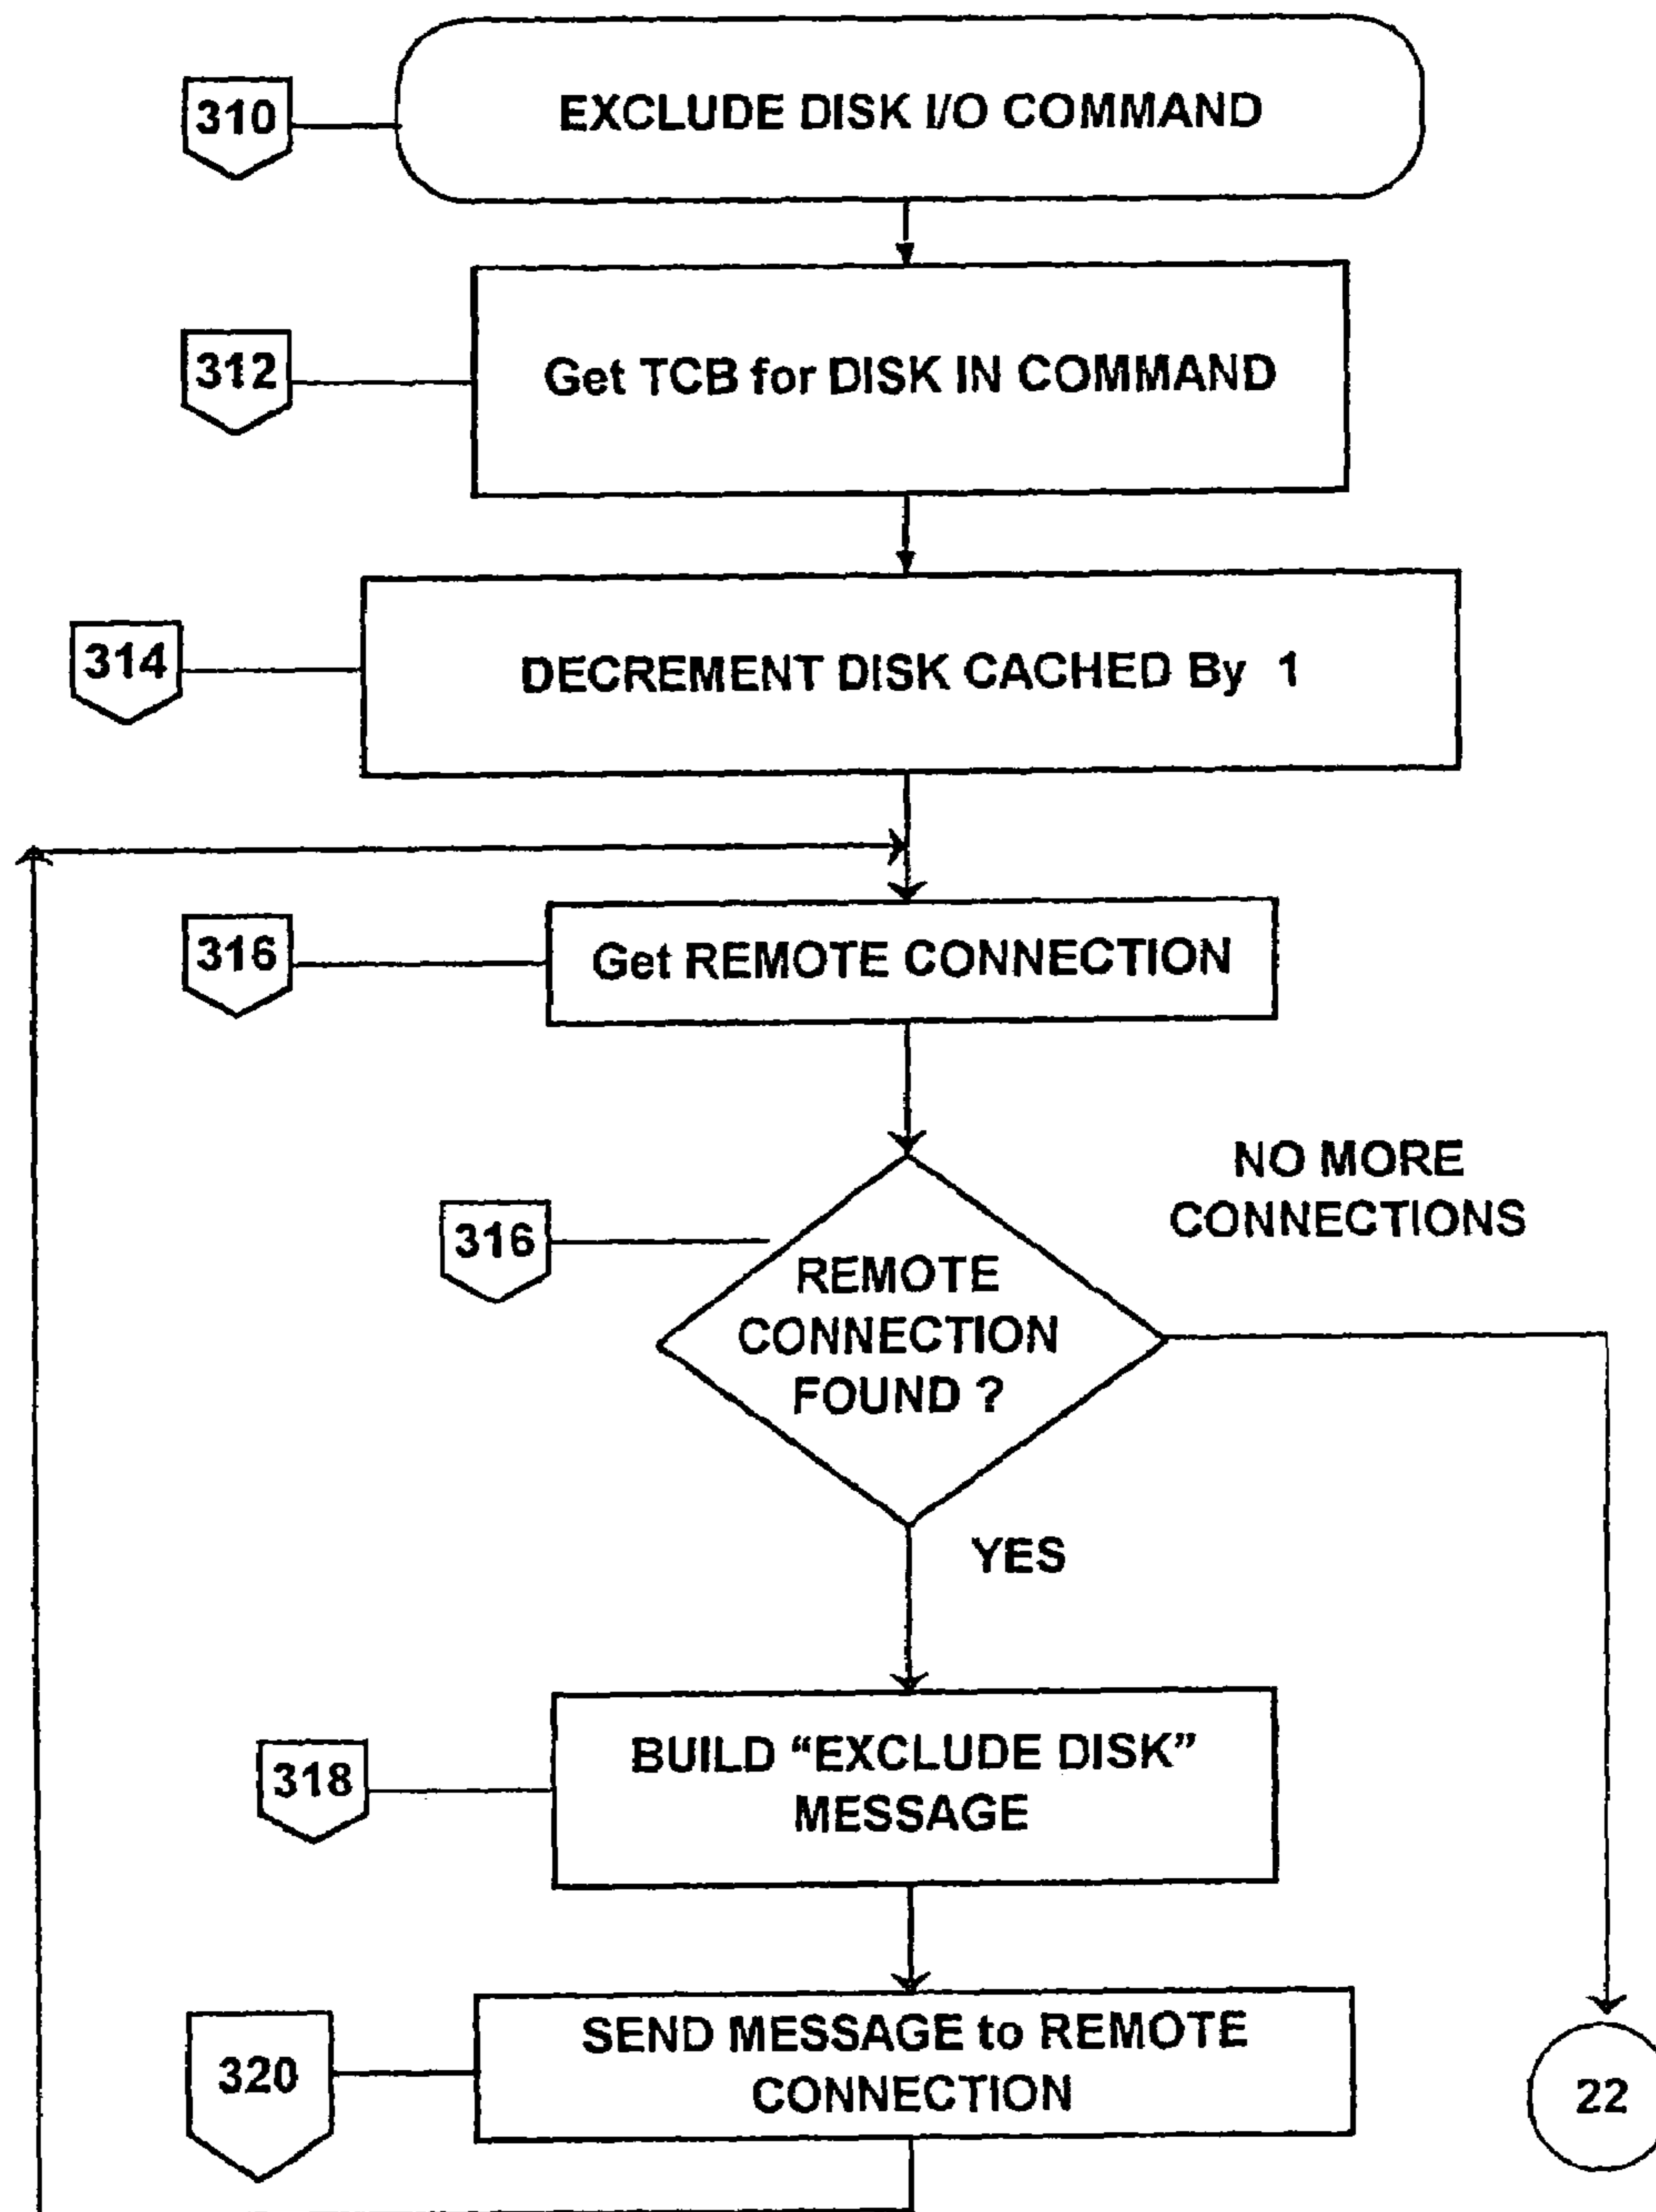 310
EXCLUDE DISK I/O COMMAND
312
Get TCB for DISK IN COMMAND
314
DECREMENT DISK CACHED By 1
316
Get REMOTE CONNECTION
NO MORE
CONNECTIONS
316
REMOTE
CONNECTION
FOUND ?
YES
318
BUILD “EXCLUDE DISK”
MESSAGE
320
SEND MESSAGE to REMOTE
CONNECTION
22